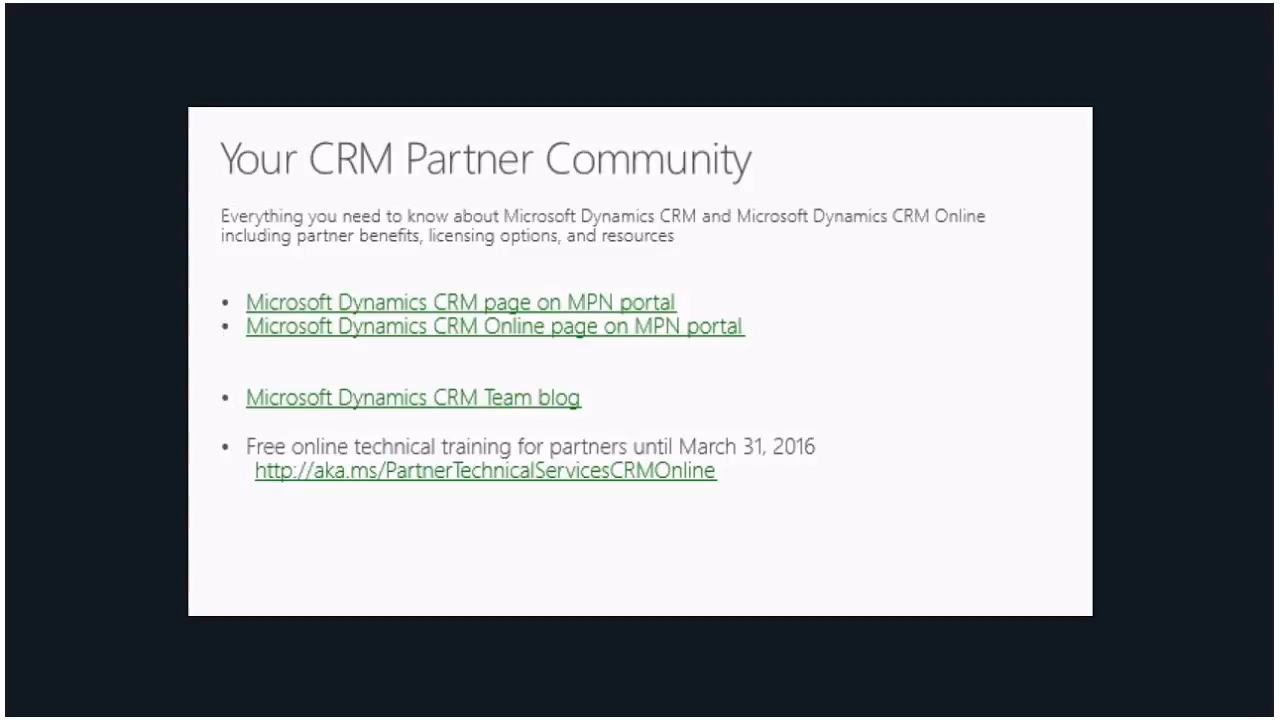 Your CRM Partner Community
Everything you need to know about Microsoft Dynamics CRM and Microsoft Dynamics CRM Online
including partner benefits, licensing options, and resources
• Microsoft Dynamics CRM page on MPN portal
• Microsoft Dynamics CRM Online page on MPN portal
• Microsoft Dynamics CRM Team blog
• Free online technical training for partners until March 31, 2016
http://aka.ms/PartnerTechnicalServicesCRMOnline